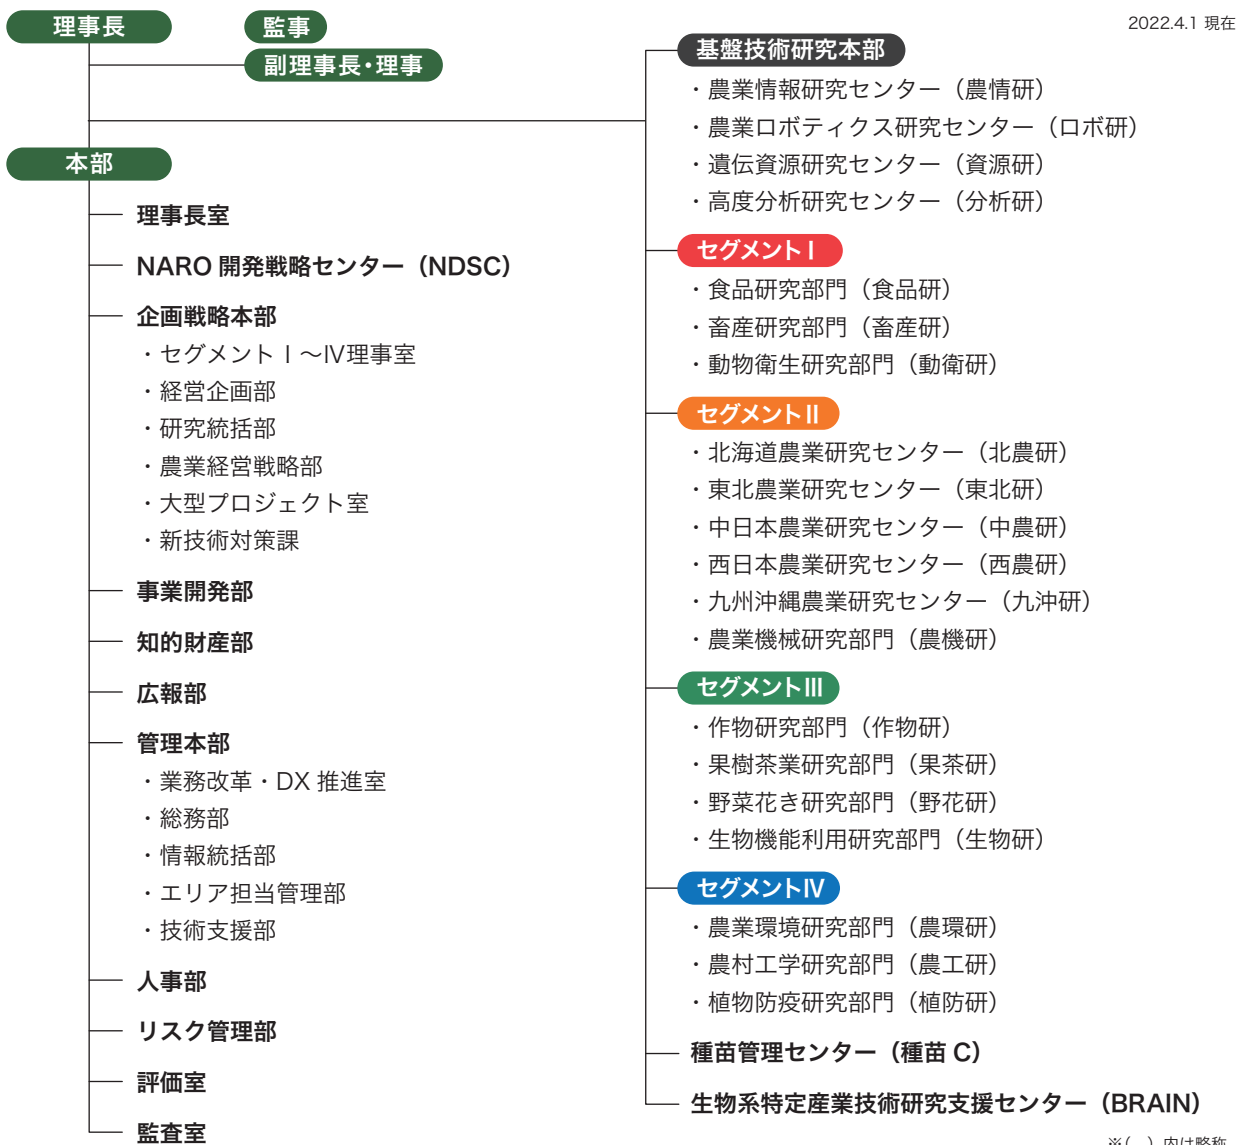 理事長
監事
副理事長・理事
本部
理事長室
NARO 開発戦略センター（NDSC）
企画戦略本部
・セグメントⅠ～Ⅳ理事室
・経営企画部
・研究統括部
・農業経営戦略部
・大型プロジェクト室
・新技術対策課
事業開発部
知的財産部
広報部
管理本部
・業務改革・DX 推進室
・総務部
・情報統括部
・エリア担当管理部
・技術支援部
人事部
リスク管理部
評価室
監査室
2022.4.1 現在
基盤技術研究本部
・農業情報研究センター（農情研）
・農業ロボティクス研究センター（ロボ研）
・遺伝資源研究センター（資源研）
・高度分析研究センター（分析研）
セグメントⅠ
・食品研究部門（食品研）
・畜産研究部門（畜産研）
・動物衛生研究部門（動衛研）
セグメントⅡ
・北海道農業研究センター（北農研）
・東北農業研究センター（東北研）
・中日本農業研究センター（中農研）
・西日本農業研究センター（西農研）
・九州沖縄農業研究センター（九沖研）
・農業機械研究部門（農機研）
セグメントⅢ
・作物研究部門（作物研）
・果樹茶業研究部門（果茶研）
・野菜花き研究部門（野花研）
・生物機能利用研究部門（生物研）
セグメントⅣ
・農業環境研究部門（農環研）
・農村工学研究部門（農工研）
・植物防疫研究部門（植防研）
種苗管理センター（種苗 C）
生物系特定産業技術研究支援センター（BRAIN）
※(　) 内は略称